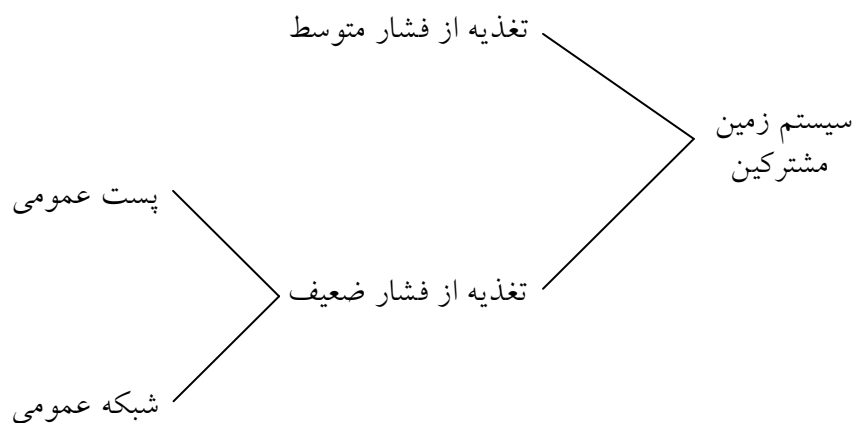 تغذیه از فشار متوسط
سیستم زمین
مشترکین
پست عمومی
تغذیه از فشار ضعیف
شبکه عمومی